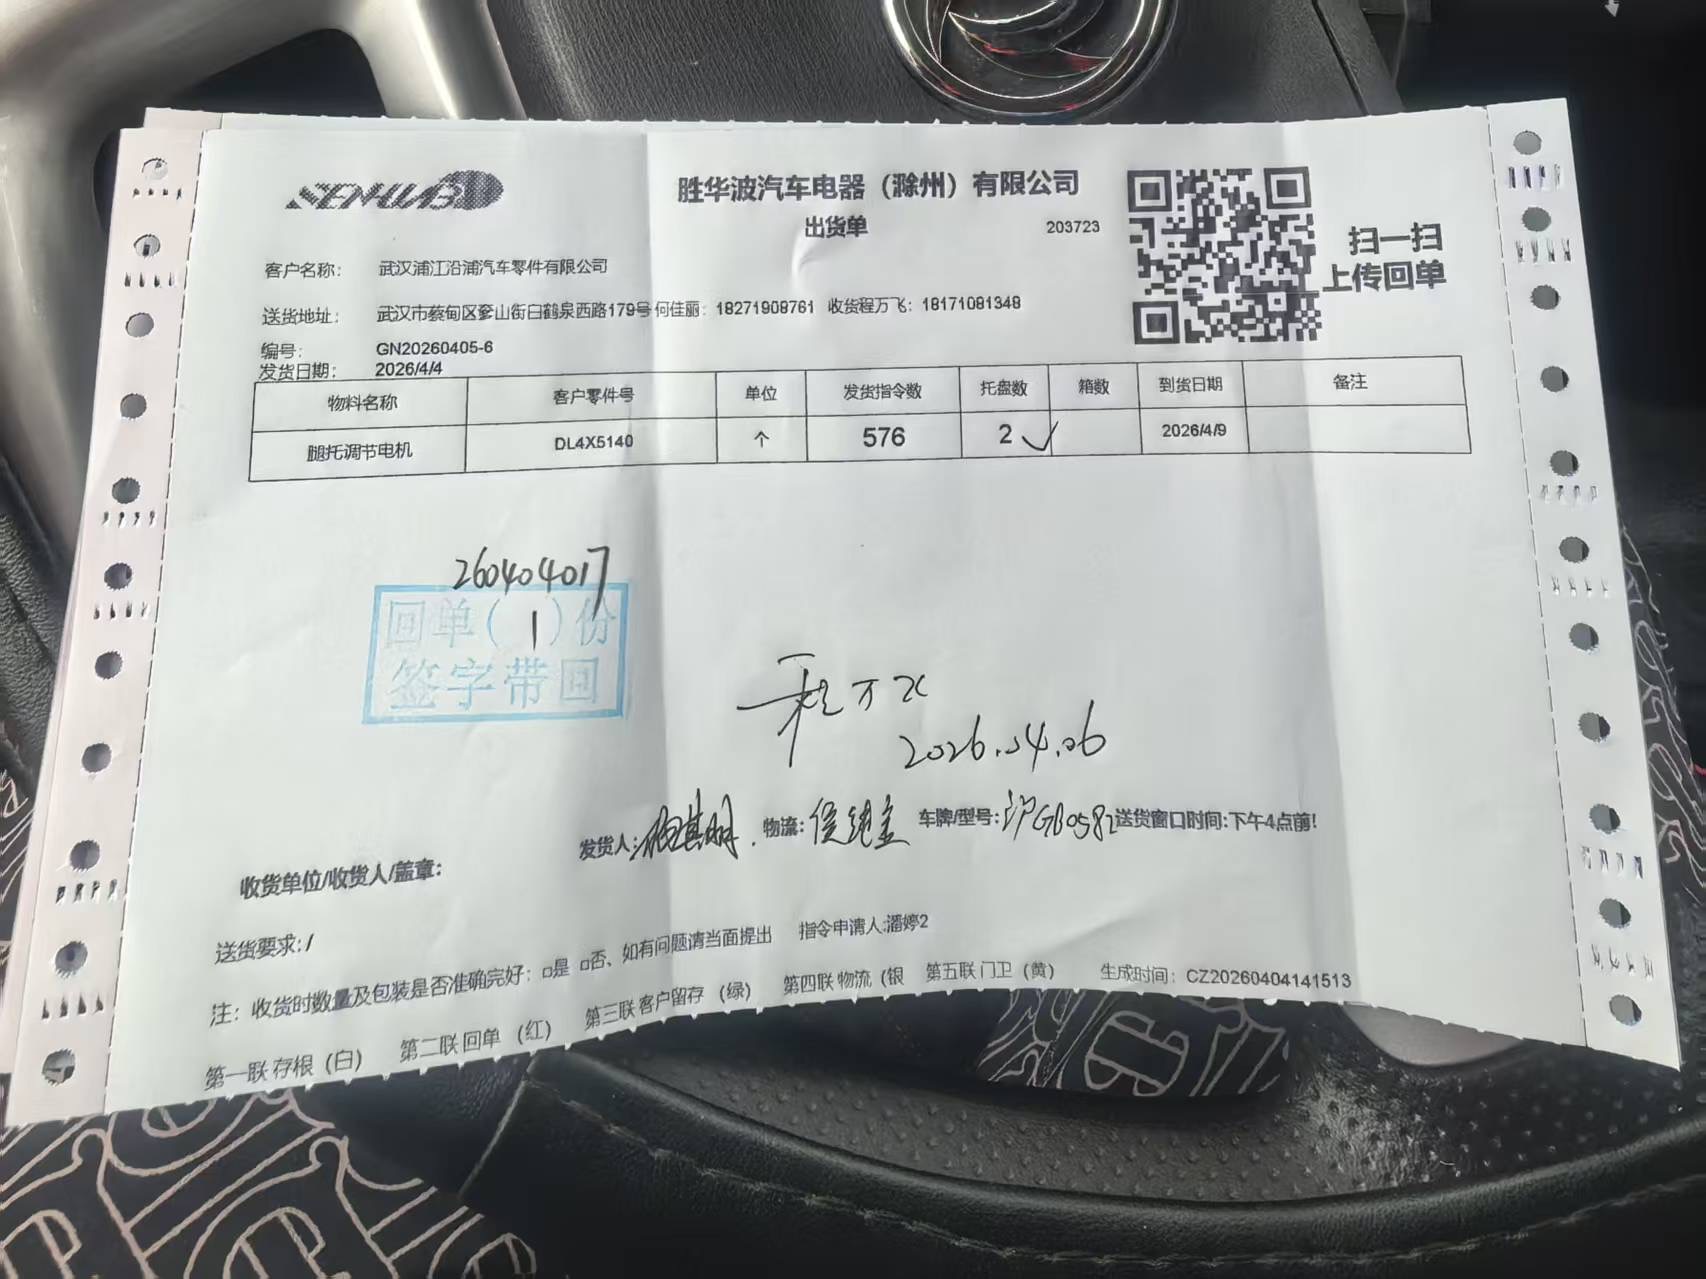 SENHWABO
胜华波汽车电器（滁州）有限公司
出货单
203723
扫一扫
上传回单
客户名称： 武汉浦江沿浦汽车零件有限公司
送货地址： 武汉市蔡甸区奓山街白鹤泉西路179号 何佳丽：18271908761 收货程万飞：18171081348
编号： GN20260405-6
发货日期： 2026/4/4
物料名称 客户零件号 单位 发货指令数 托盘数 箱数 到货日期 备注
腿托调节电机 DL4X5140 个 576 2 ✓ 2026/4/9
260404017
回单（1）份
签字带回
程万飞
2026.04.06
发货人: 物流: 侯 车牌/型号: 沪GB0582 送货窗口时间:下午4点前!
收货单位/收货人/盖章:
送货要求:/
注: 收货时数量及包装是否准确完好：□是 □否、如有问题请当面提出 指令申请人:潘婷2
第一联 存根（白） 第二联 回单 （红） 第三联 客户留存 （绿） 第四联 物流（银 第五联 门卫（黄） 生成时间： CZ20260404141513